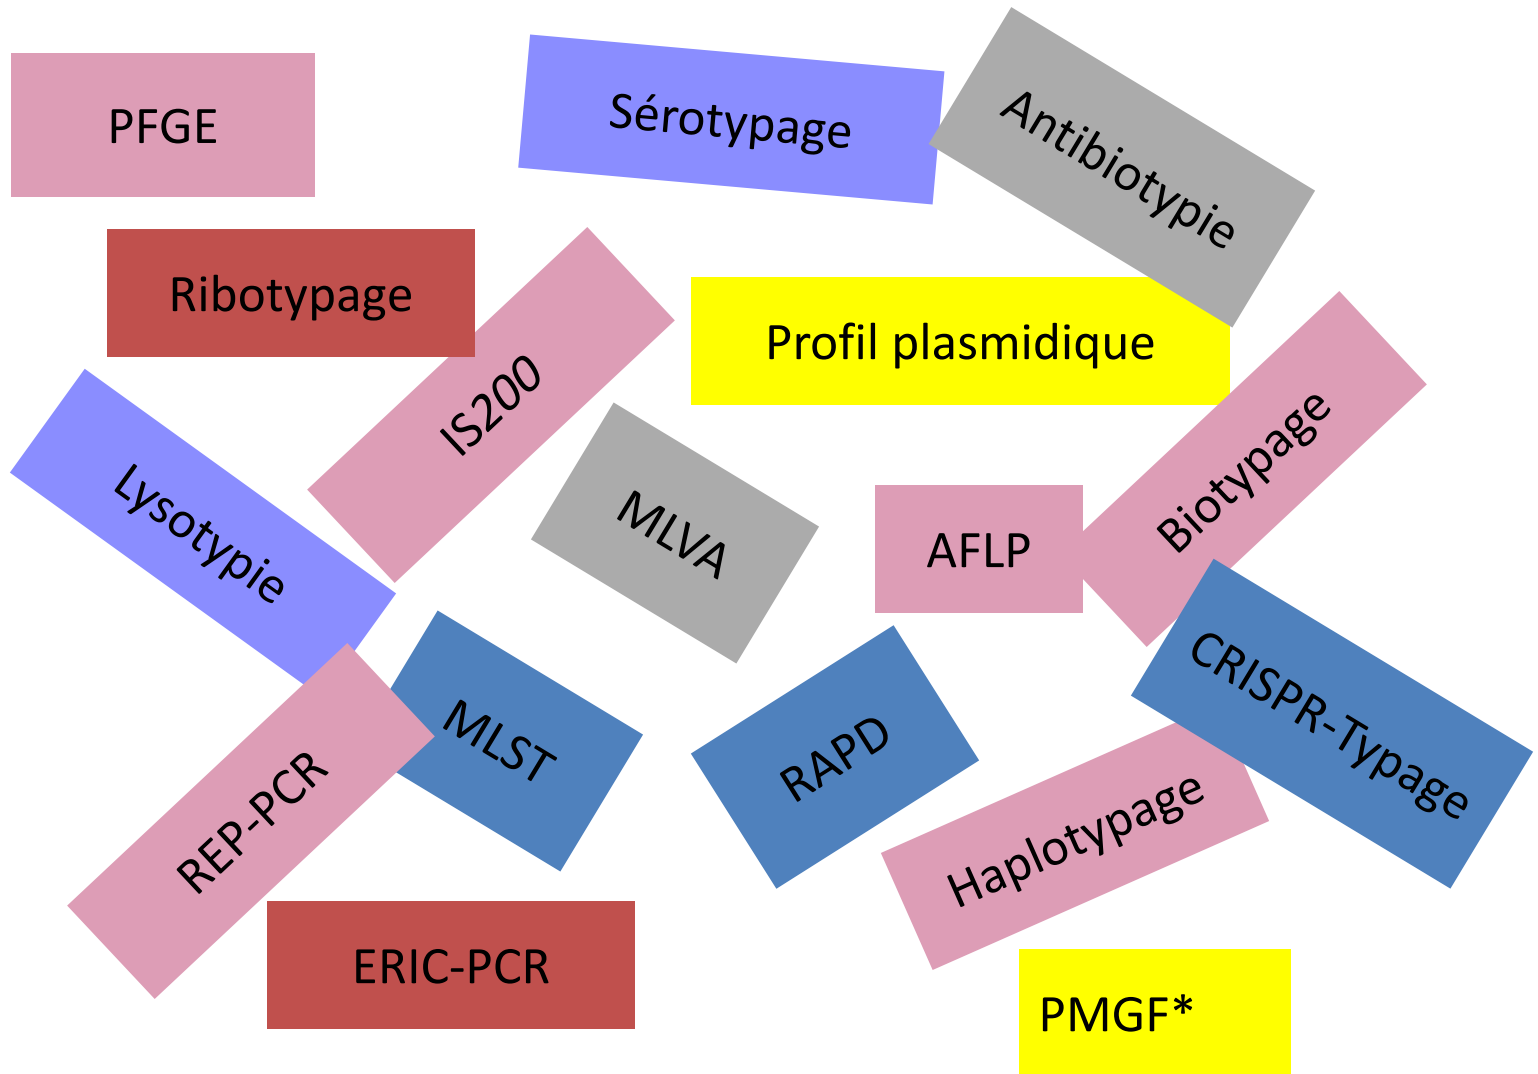 PFGE
Sérotypage
Antibiotypie
Ribotypage
Profil plasmidique
IS200
Biotypage
Lysotypie
MLVA
AFLP
CRISPR-Typage
MLST
RAPD
REP-PCR
Haplotypage
ERIC-PCR
PMGF*